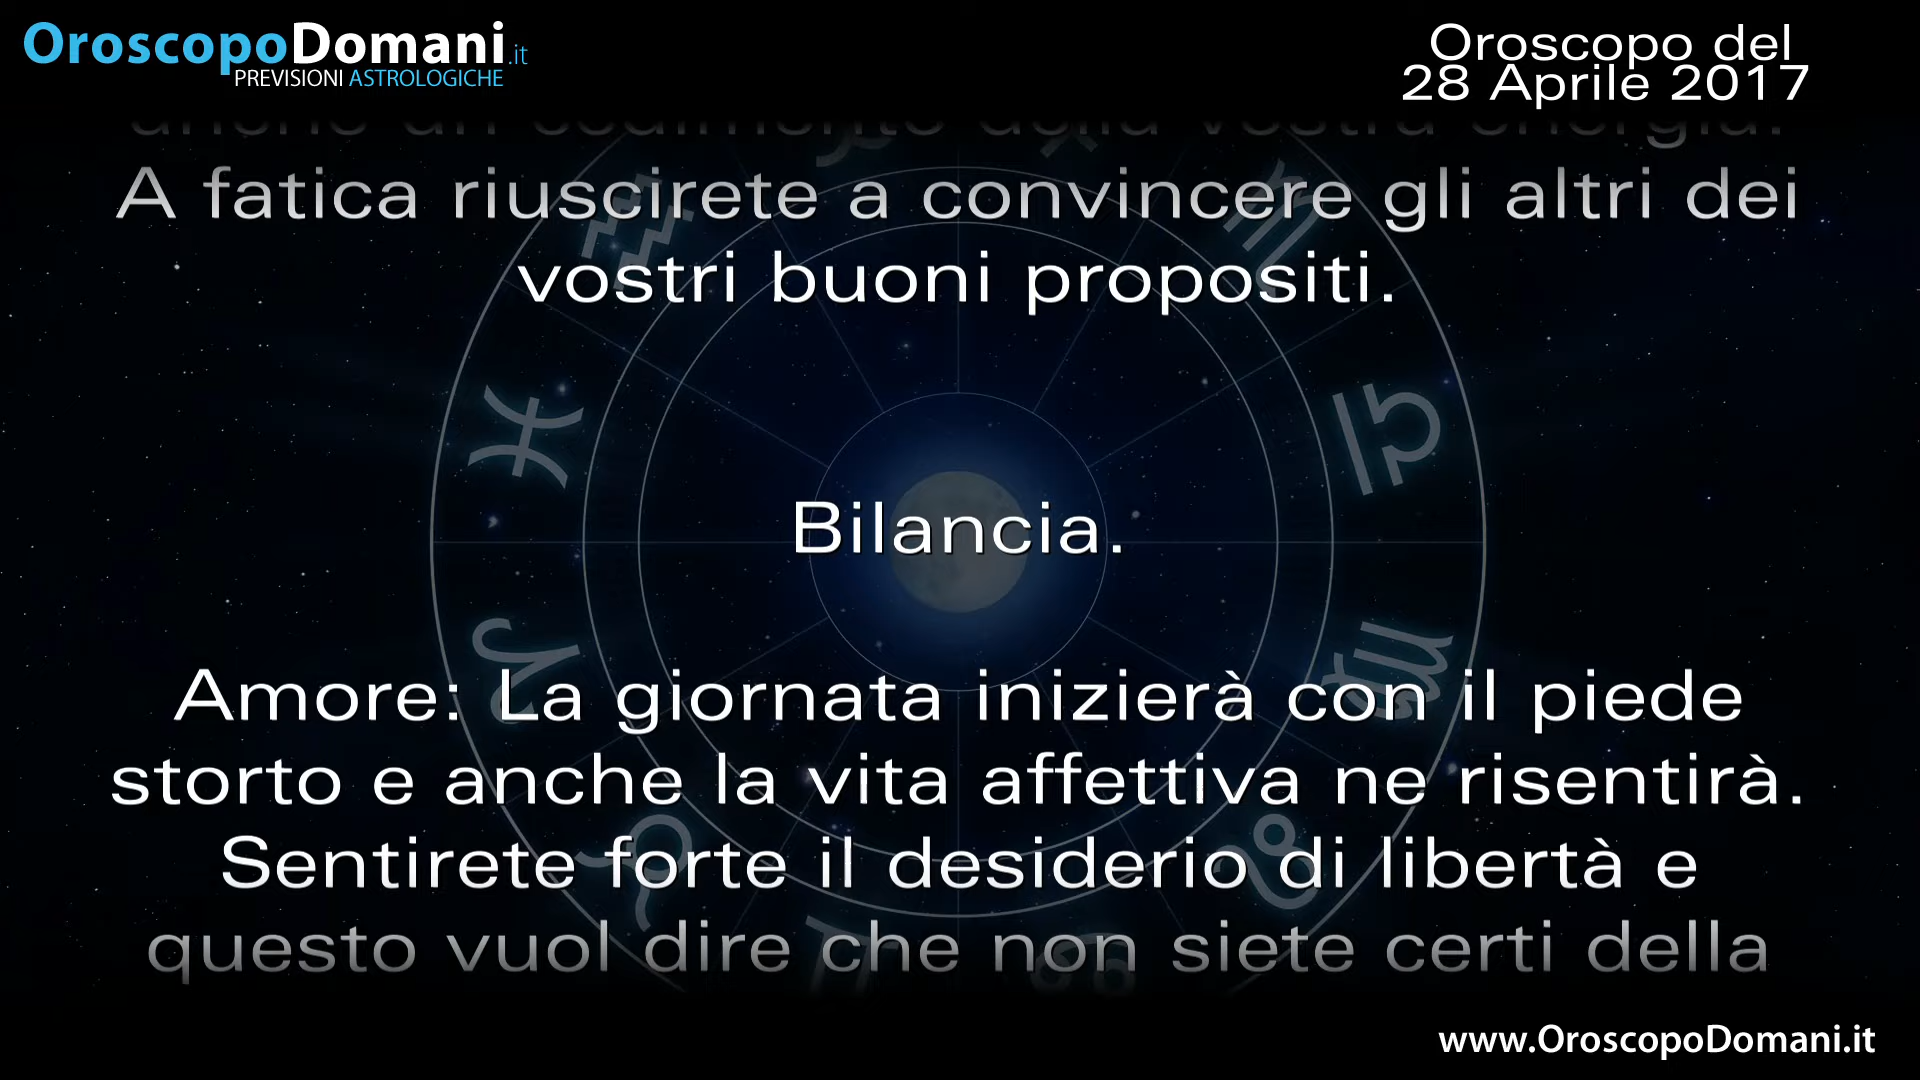 OroscopoDomani.it
PREVISIONI ASTROLOGICHE
Oroscopo del
28 Aprile 2017
A fatica riuscirete a convincere gli altri dei
vostri buoni propositi.
Bilancia.
Amore: La giornata inizierà con il piede
storto e anche la vita affettiva ne risentirà.
Sentirete forte il desiderio di libertà e
questo vuol dire che non siete certi della
www.OroscopoDomani.it